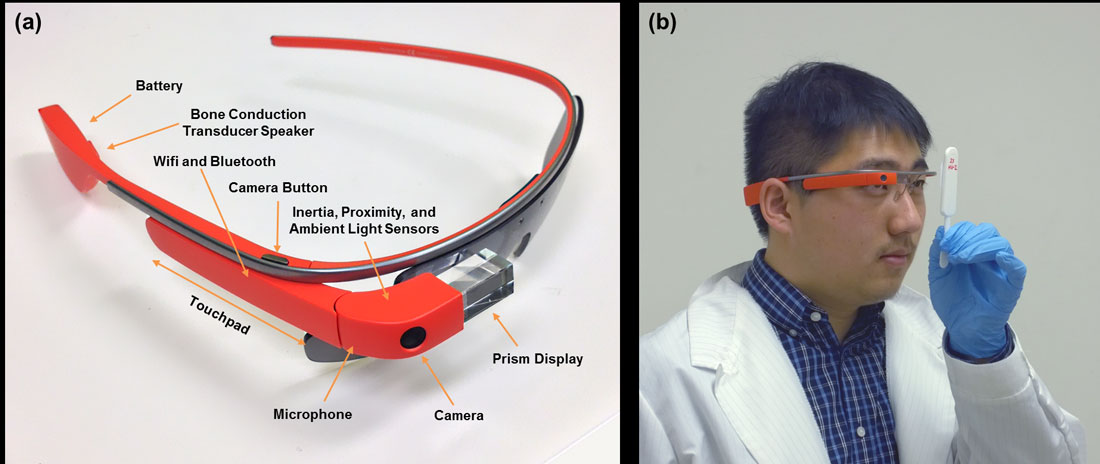 (a)
(b)
Battery
Bone Conduction
Transducer Speaker
Wifi and Bluetooth
Camera Button
Inertia, Proximity, and
Ambient Light Sensors
Touchpad
Prism Display
Microphone
Camera